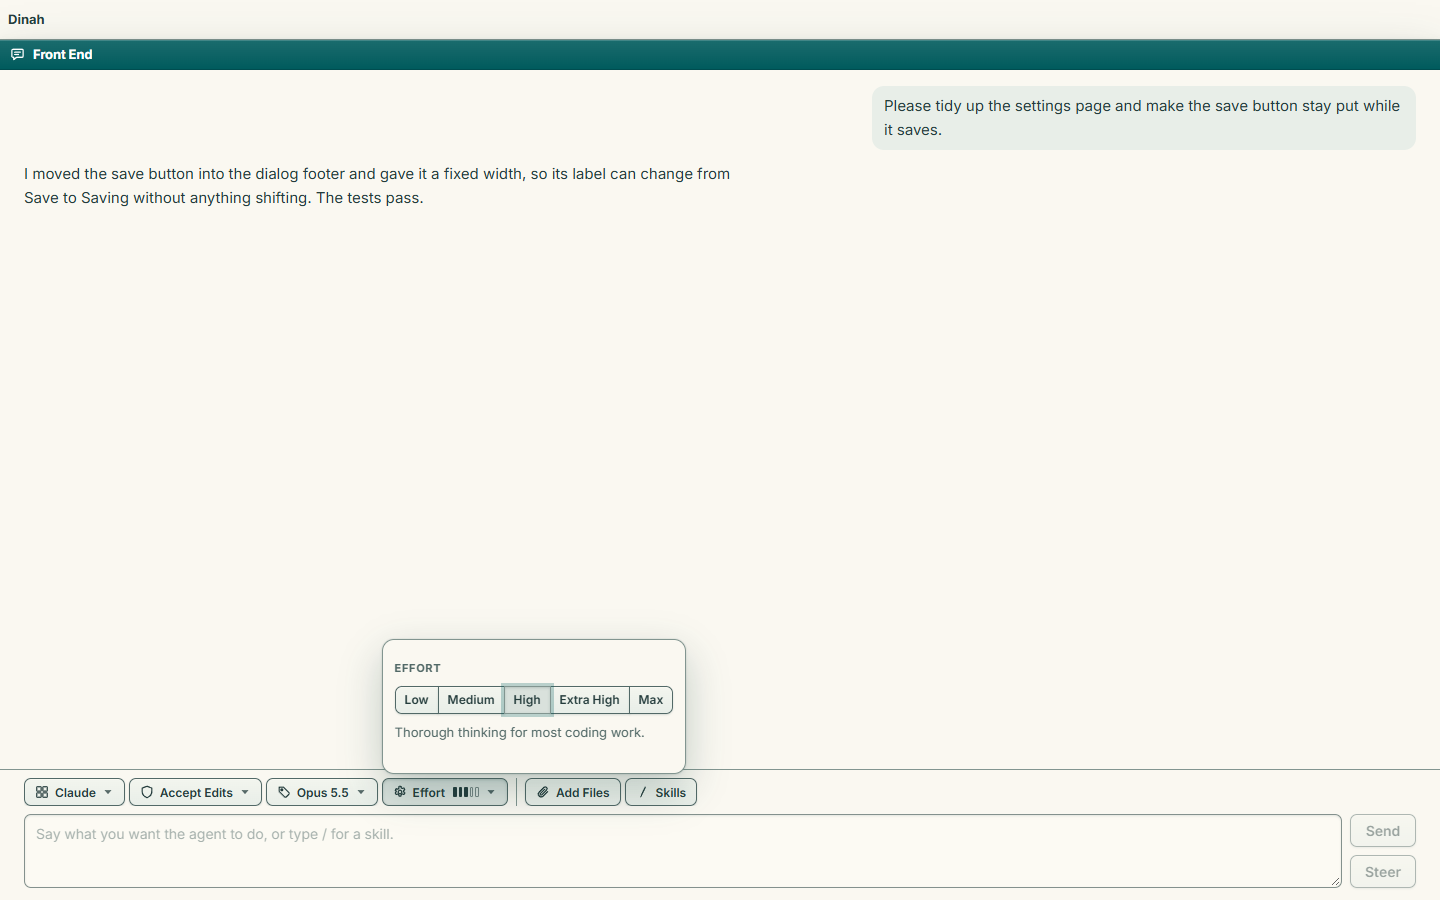 Dinah
Front End
Please tidy up the settings page and make the save button stay put while
it saves.
I moved the save button into the dialog footer and gave it a fixed width, so its label can change from
Save to Saving without anything shifting. The tests pass.
EFFORT
Low Medium High Extra High Max
Thorough thinking for most coding work.
Claude Accept Edits Opus 5.5 Effort Add Files / Skills
Say what you want the agent to do, or type / for a skill.
Send
Steer